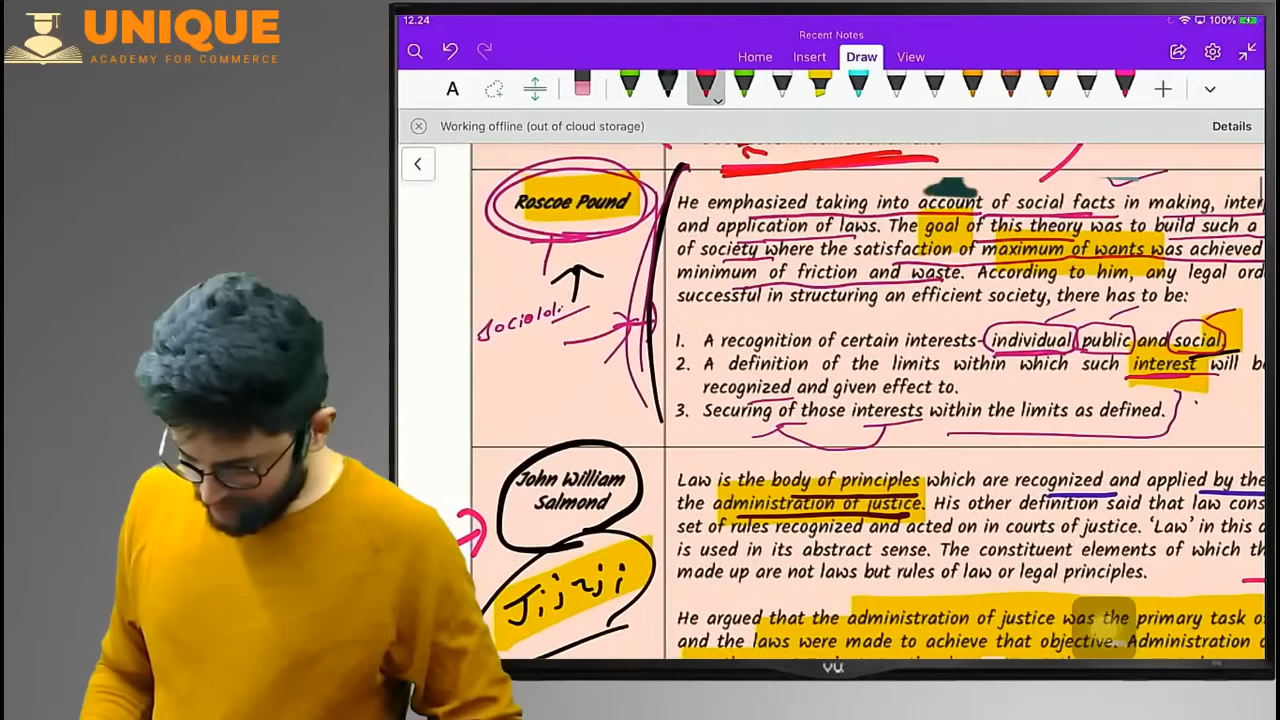 UNIQUE
ACADEMY FOR COMMERCE
12.24
100%
Recent Notes
Home Insert Draw View
A
Working offline (out of cloud storage)
Details
Roscoe Pound
He emphasized taking into account of social facts in making, inter
and application of laws. The goal of this theory was to build such a
of society where the satisfaction of maximum of wants was achieved
minimum of friction and waste. According to him, any legal ord
successful in structuring an efficient society, there has to be:
1. A recognition of certain interests- individual public and social
2. A definition of the limits within which such interest will be
recognized and given effect to.
3. Securing of those interests within the limits as defined.
John William
Salmond
Law is the body of principles which are recognized and applied by the
the administration of justice. His other definition said that law cons
set of rules recognized and acted on in courts of justice. ‘Law’ in this a
is used in its abstract sense. The constituent elements of which th
made up are not laws but rules of law or legal principles.
He argued that the administration of justice was the primary task o
and the laws were made to achieve that objective. Administration o
VU